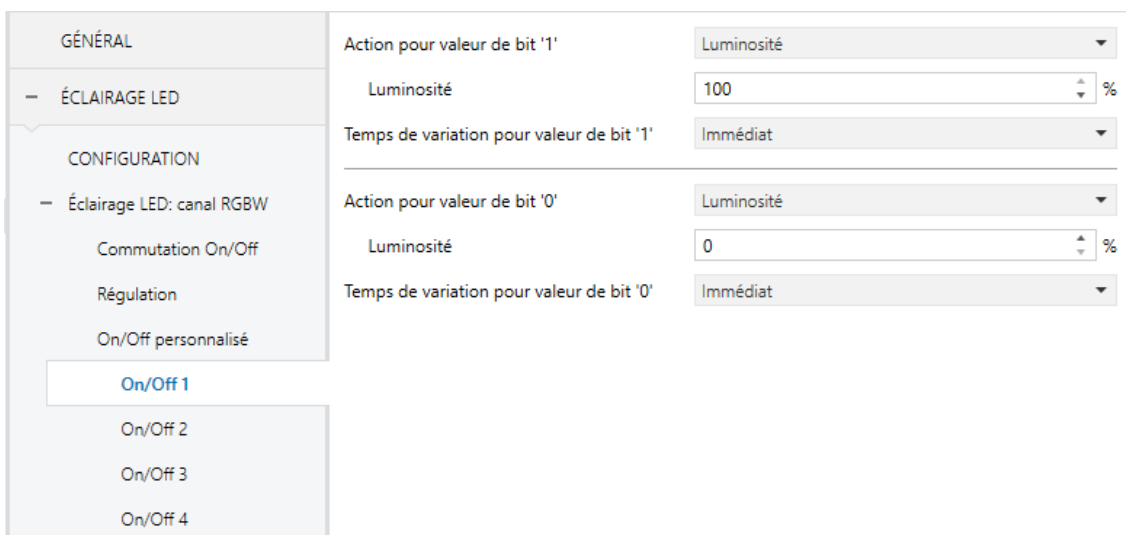 GÉNÉRAL
− ÉCLAIRAGE LED
CONFIGURATION
− Éclairage LED: canal RGBW
Commutation On/Off
Régulation
On/Off personnalisé
On/Off 1
On/Off 2
On/Off 3
On/Off 4
Action pour valeur de bit '1' Luminosité
Luminosité 100 %
Temps de variation pour valeur de bit '1' Immédiat
Action pour valeur de bit '0' Luminosité
Luminosité 0 %
Temps de variation pour valeur de bit '0' Immédiat